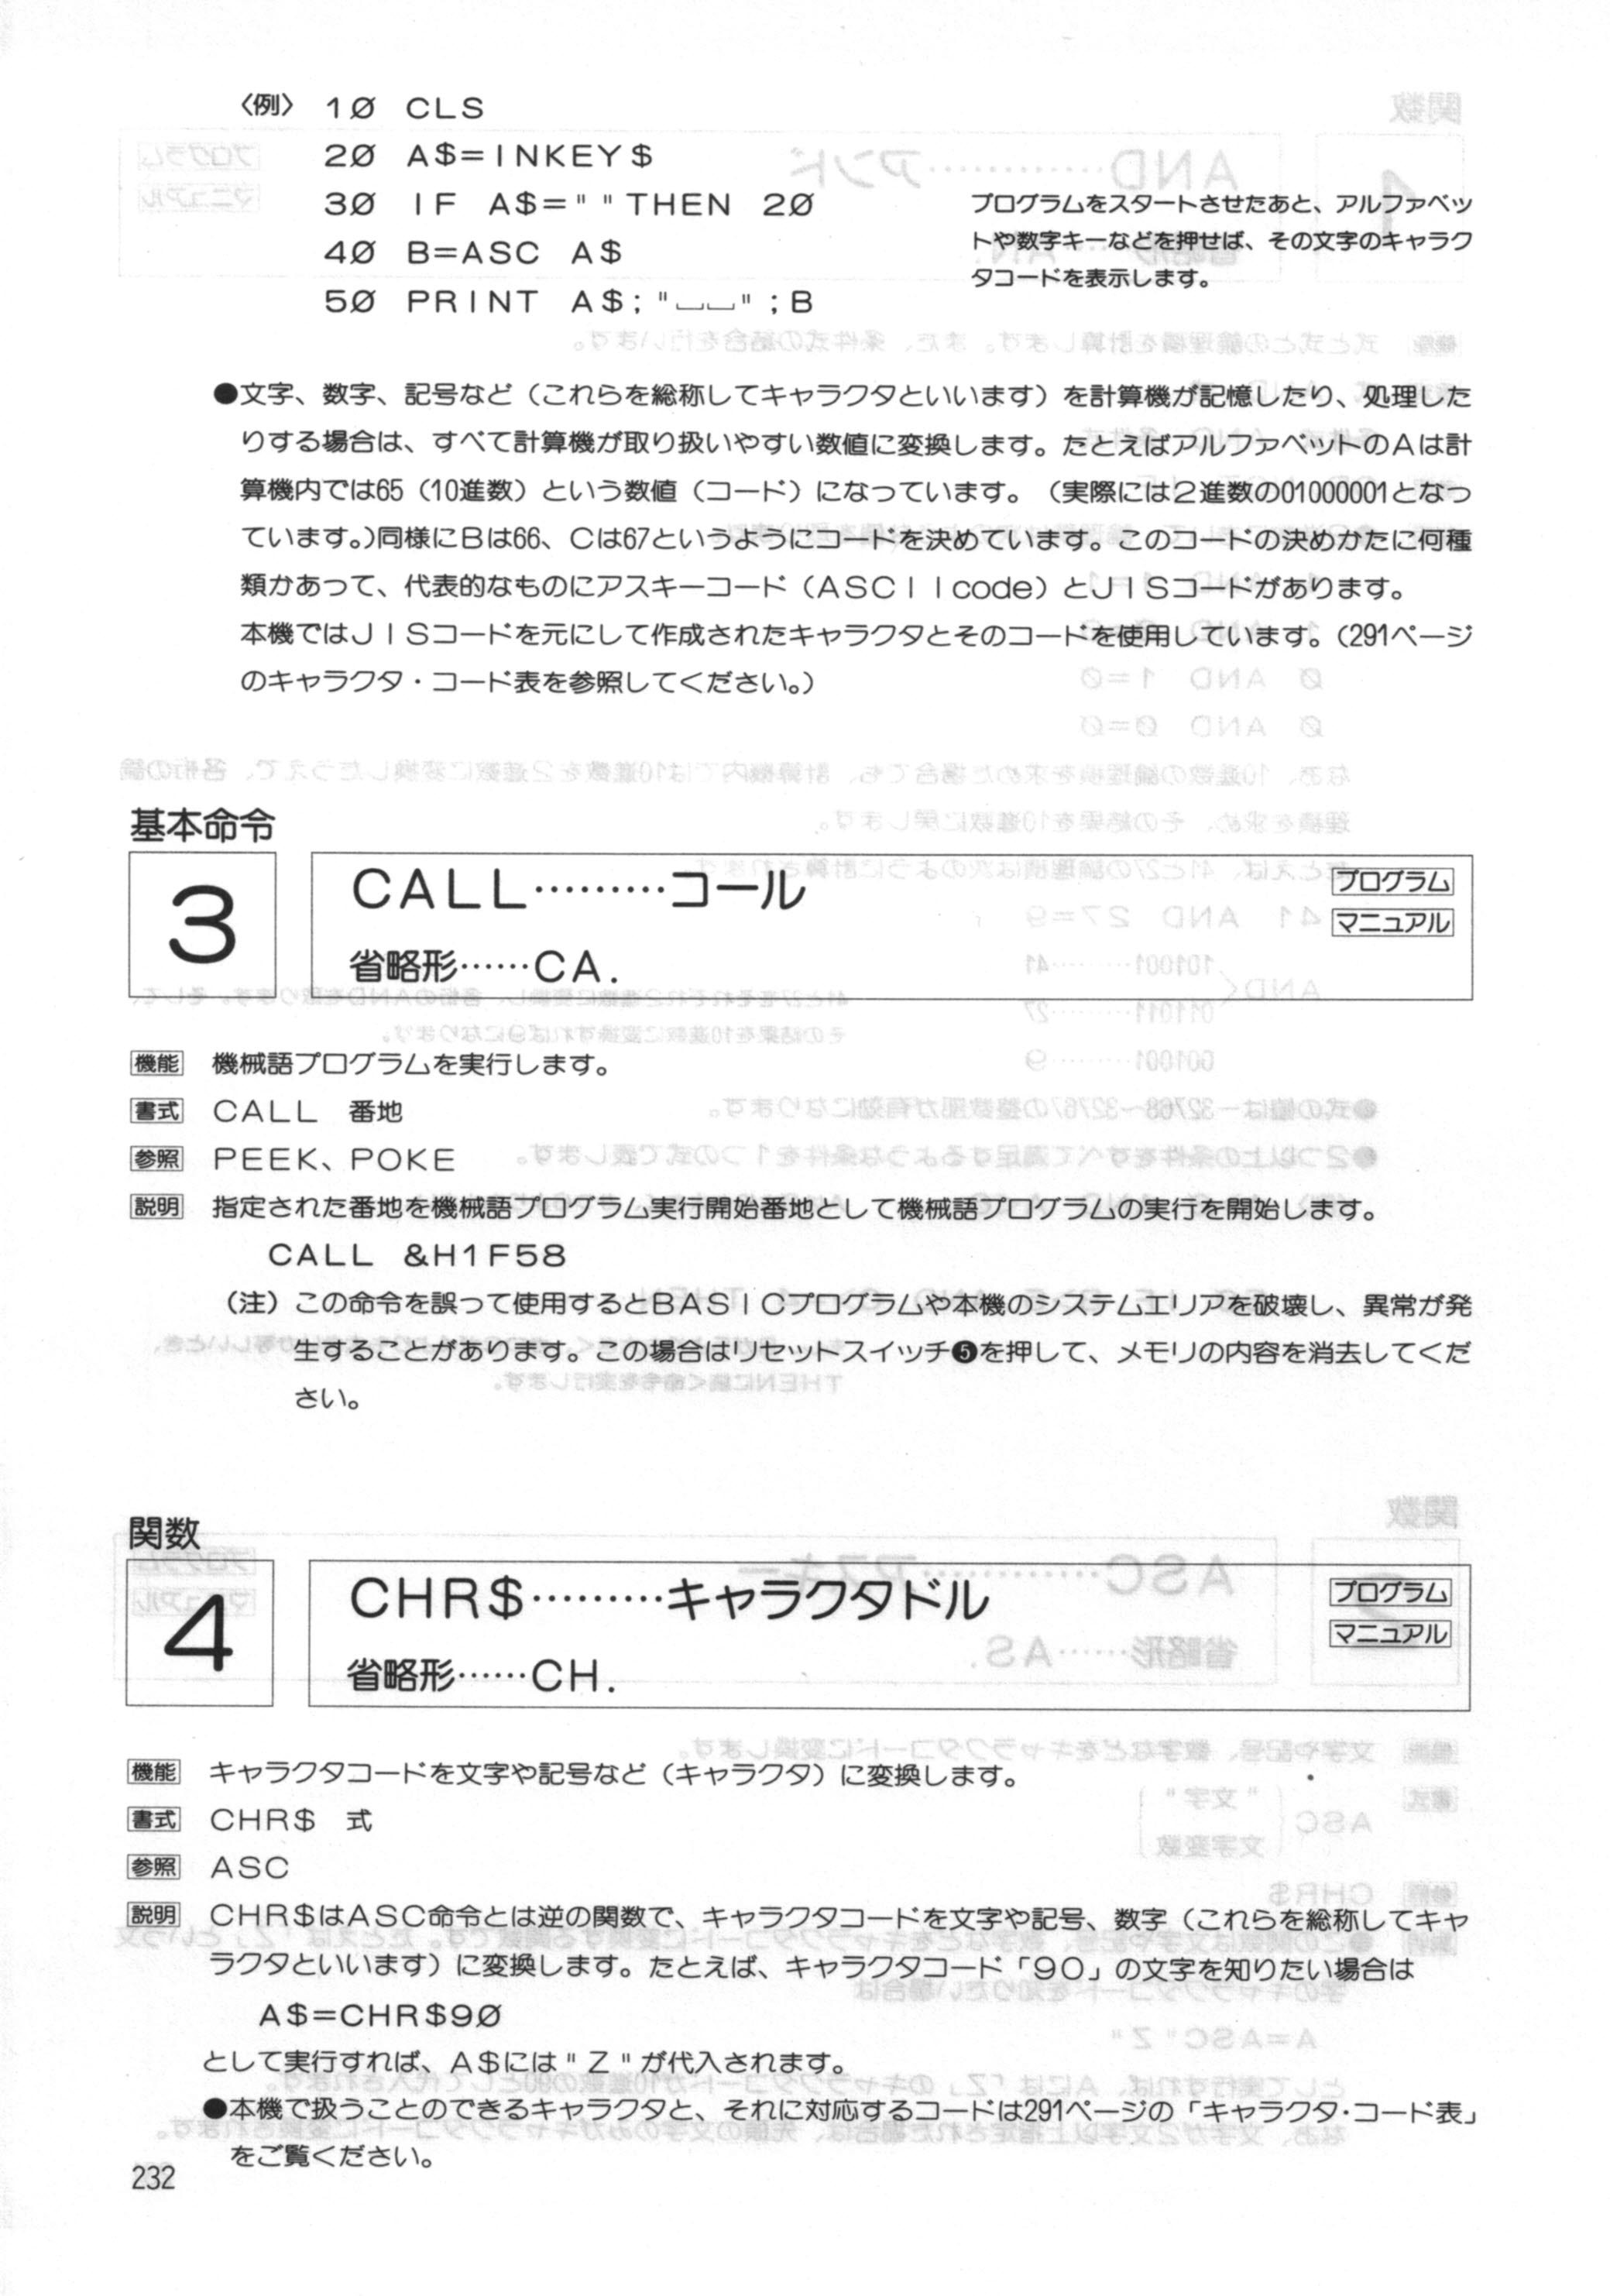 〈例〉 1Ø CLS
2Ø A$=INKEY$
3Ø IF A$=""THEN 2Ø
4Ø B=ASC A$
5Ø PRINT A$;"␣␣";B
プログラムをスタートさせたあと、アルファベッ
トや数字キーなどを押せば、その文字のキャラク
タコードを表示します。
●文字、数字、記号など（これらを総称してキャラクタといいます）を計算機が記憶したり、処理した
りする場合は、すべて計算機が取り扱いやすい数値に変換します。たとえばアルファベットのAは計
算機内では65（10進数）という数値（コード）になっています。（実際には2進数の01000001となっ
ています。）同様にBは66、Cは67というようにコードを決めています。このコードの決めかたに何種
類かあって、代表的なものにアスキーコード（ASCIIcode）とJISコードがあります。
本機ではJISコードを元にして作成されたキャラクタとそのコードを使用しています。（291ページ
のキャラクタ・コード表を参照してください。）
基本命令
3
CALL………コール
省略形……CA.
プログラム
マニュアル
機能 機械語プログラムを実行します。
書式 CALL 番地
参照 PEEK、POKE
説明 指定された番地を機械語プログラム実行開始番地として機械語プログラムの実行を開始します。
CALL &H1F58
（注）この命令を誤って使用するとBASICプログラムや本機のシステムエリアを破壊し、異常が発
生することがあります。この場合はリセットスイッチ❺を押して、メモリの内容を消去してくだ
さい。
関数
4
CHR$………キャラクタドル
省略形……CH.
プログラム
マニュアル
機能 キャラクタコードを文字や記号など（キャラクタ）に変換します。
書式 CHR$ 式
参照 ASC
説明 CHR$はASC命令とは逆の関数で、キャラクタコードを文字や記号、数字（これらを総称してキャ
ラクタといいます）に変換します。たとえば、キャラクタコード「90」の文字を知りたい場合は
A$=CHR$9Ø
として実行すれば、A$には"Z"が代入されます。
●本機で扱うことのできるキャラクタと、それに対応するコードは291ページの「キャラクタ・コード表」
をご覧ください。
232